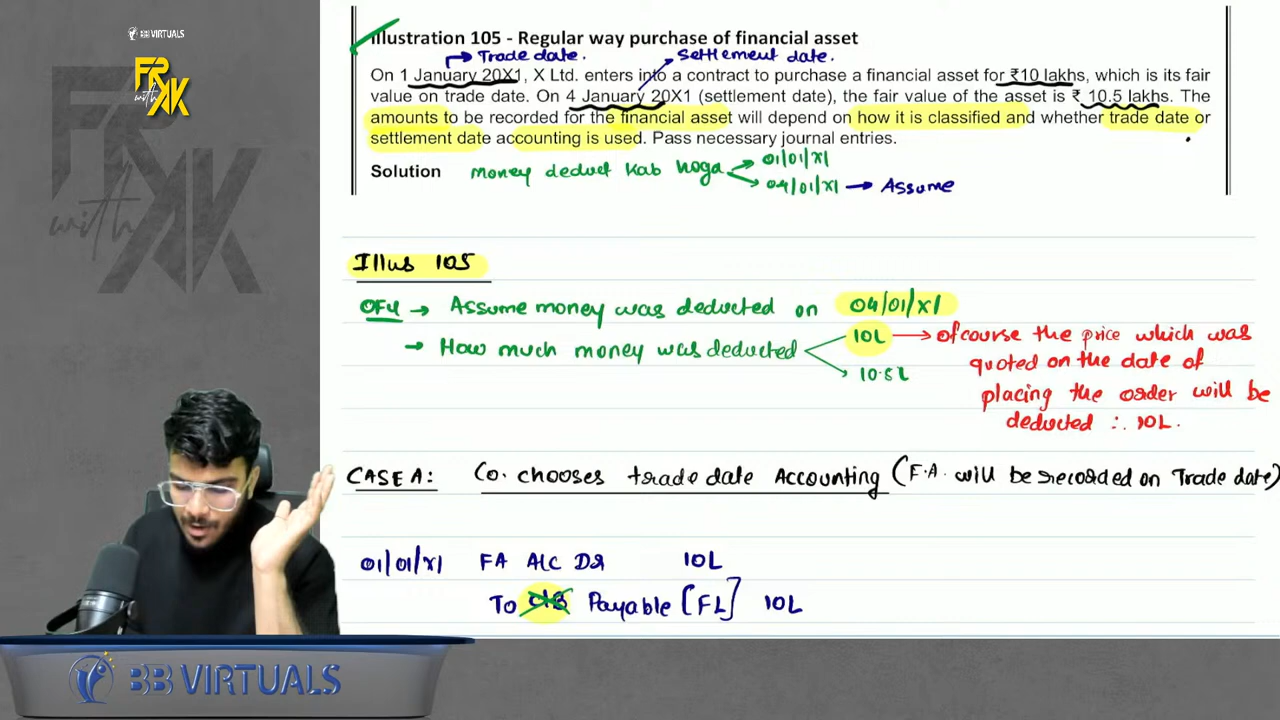 BB VIRTUALS
FR
with
AK
FR
with
AK
Illustration 105 - Regular way purchase of financial asset
Trade date.
Settlement date.
On 1 January 20X1, X Ltd. enters into a contract to purchase a financial asset for ₹10 lakhs, which is its fair
value on trade date. On 4 January 20X1 (settlement date), the fair value of the asset is ₹ 10.5 lakhs. The
amounts to be recorded for the financial asset will depend on how it is classified and whether trade date or
settlement date accounting is used. Pass necessary journal entries.
Solution money deduct kab hoga 01/01/X1
04/01/X1 → Assume
Illus 105
→ Assume money was deducted on 04/01/X1
→ How much money was deducted 10L → ofcourse the price which was
quoted on the date of
10.5L
placing the order will be
deducted ∴ 10L.
CASE A: Co. chooses trade date Accounting (F.A. will be recorded on Trade date)
01/01/X1 FA A/C DR 10L
To Payable [FL] 10L
BB VIRTUALS